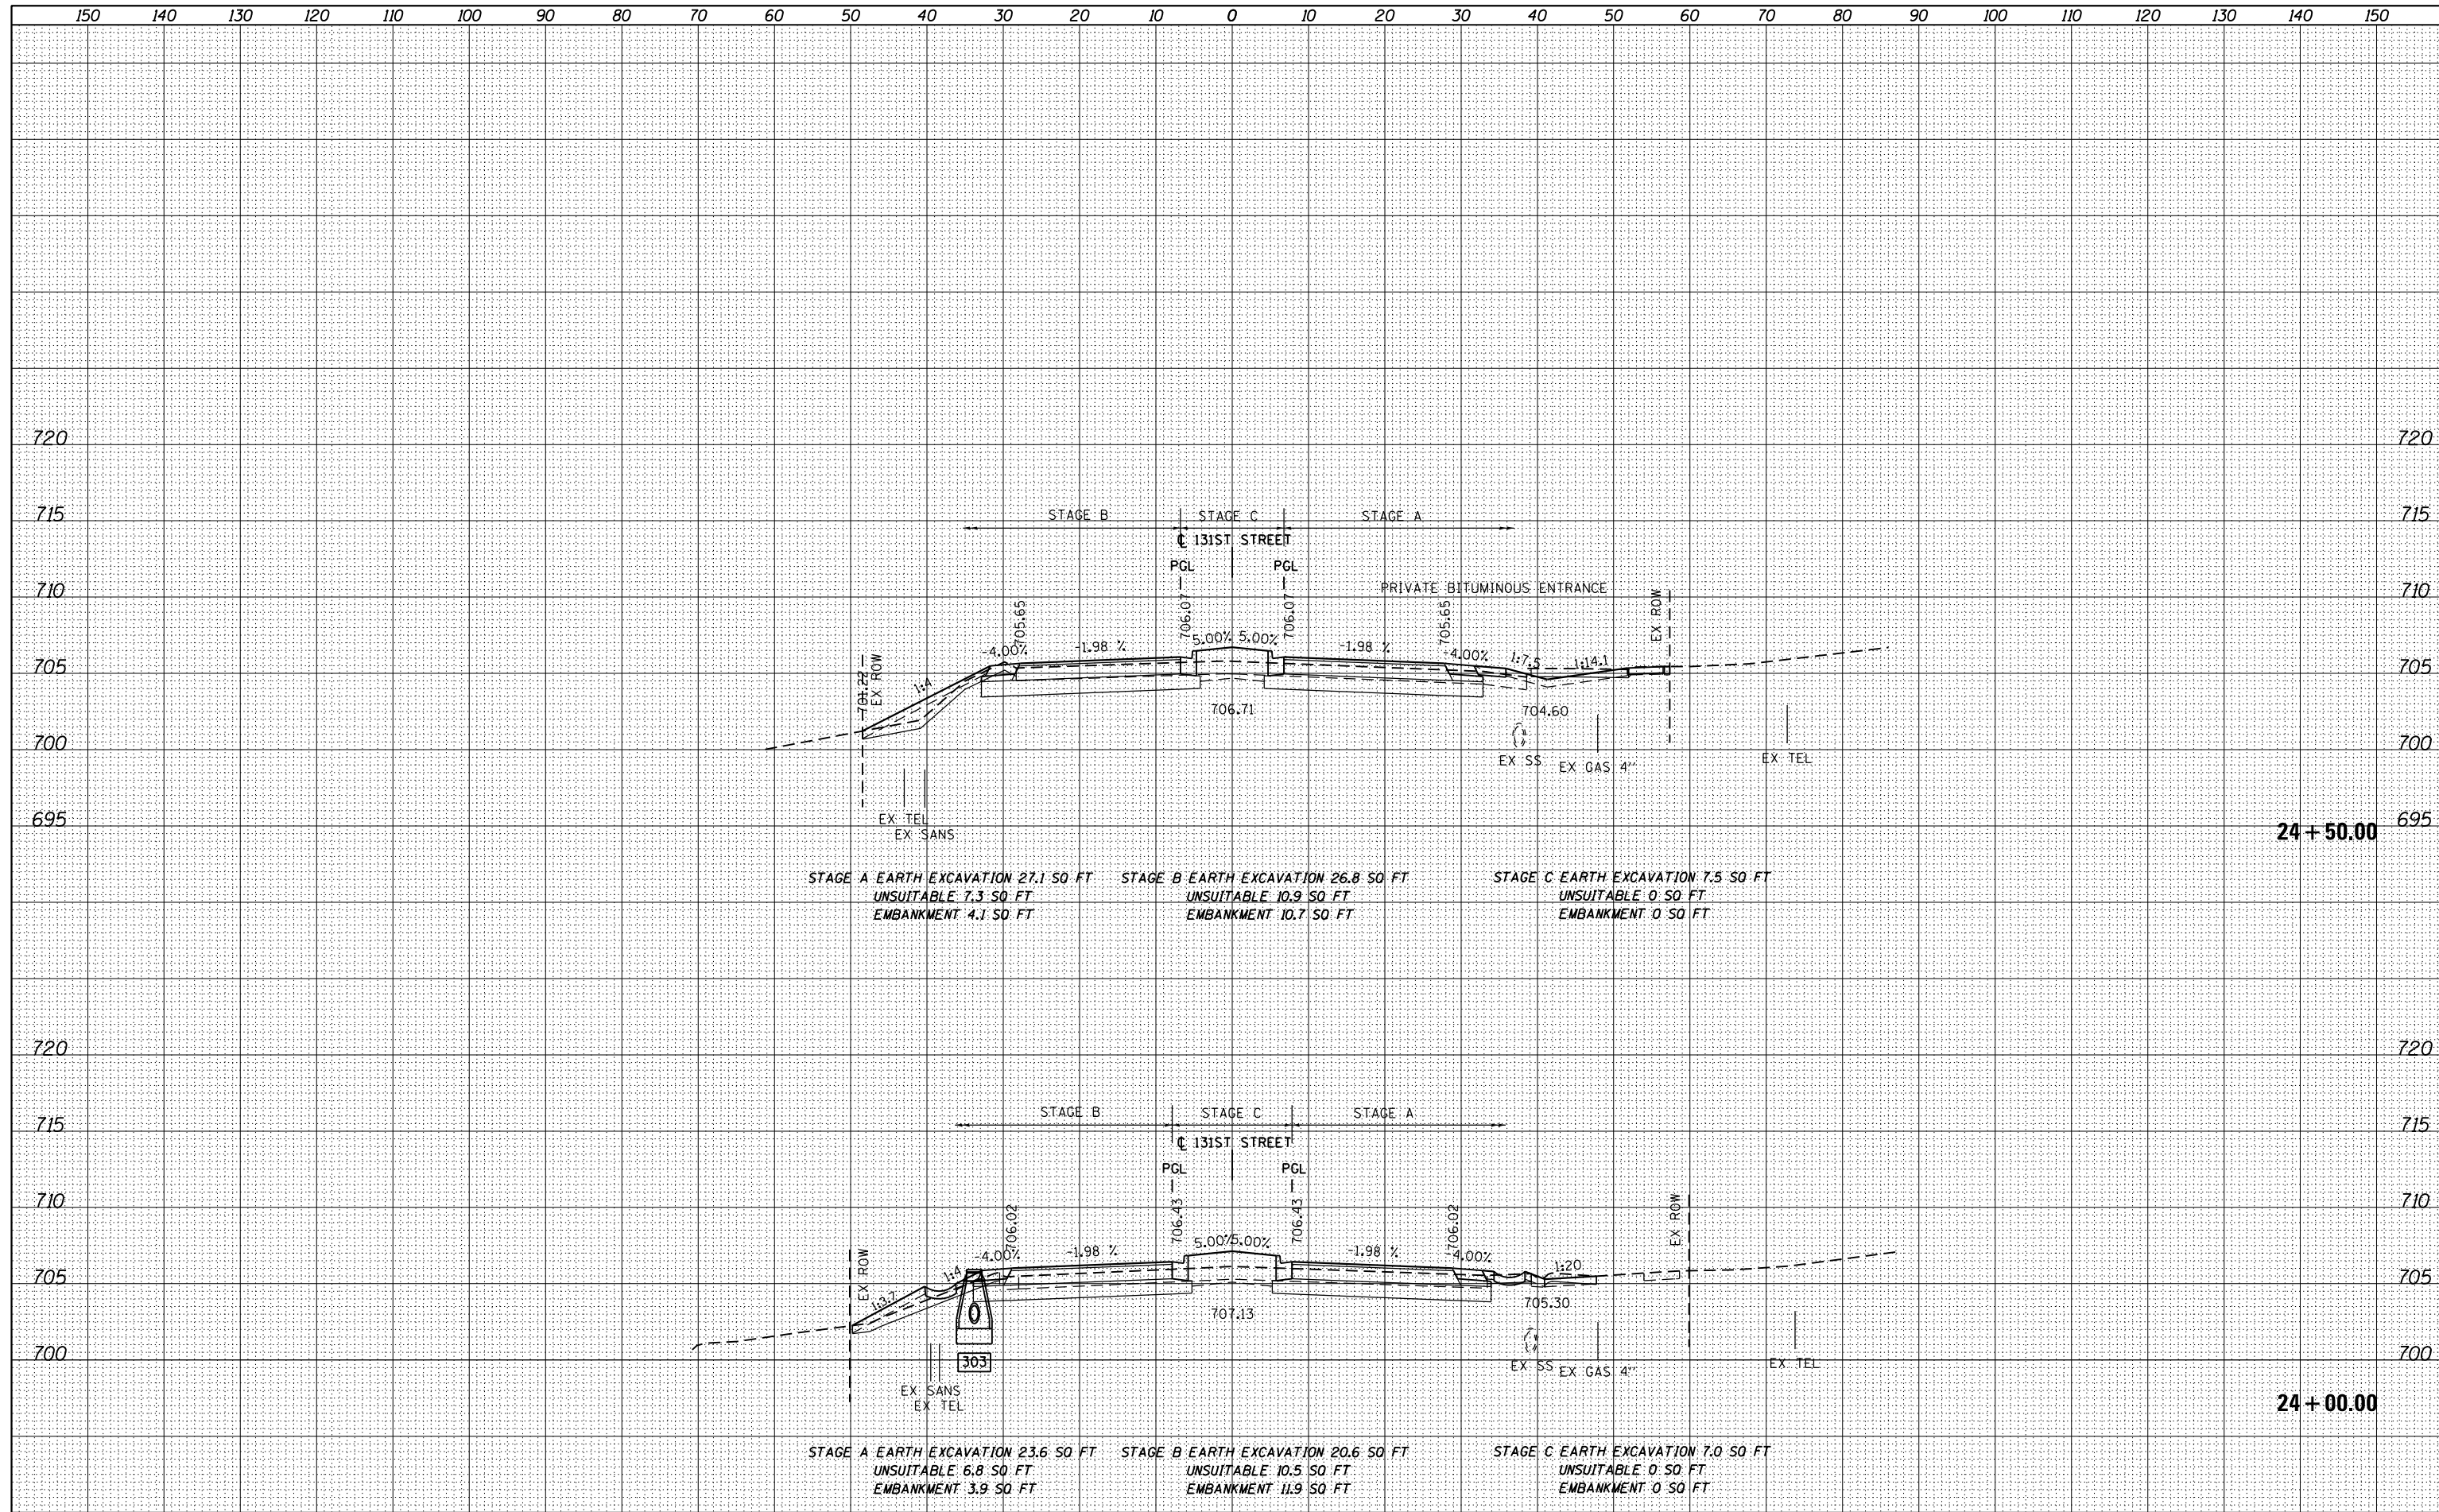 150 140 130 120 110 100 90 80 70 60 50 40 30 20 10 0 10 20 30 40 50 60 70 80 90 100 110 120 130 140 150
720 720
715 715
STAGE B STAGE C STAGE A
℄ 131ST STREET
PGL PGL
710 710
PRIVATE BITUMINOUS ENTRANCE
EX ROW
705.65 706.07 706.07 705.65
-4.00% -1.98 % 5.00% 5.00% -1.98 % -4.00% 1:7.5 1:14.1
705 705
701.22
EX ROW
1:4
706.71 704.60
700 700
EX SS EX GAS 4" EX TEL
695 695
EX TEL
EX SANS
24+50.00
STAGE A EARTH EXCAVATION 27.1 SQ FT STAGE B EARTH EXCAVATION 26.8 SQ FT STAGE C EARTH EXCAVATION 7.5 SQ FT
UNSUITABLE 7.3 SQ FT UNSUITABLE 10.9 SQ FT UNSUITABLE 0 SQ FT
EMBANKMENT 4.1 SQ FT EMBANKMENT 10.7 SQ FT EMBANKMENT 0 SQ FT
720 720
715 715
STAGE B STAGE C STAGE A
℄ 131ST STREET
PGL PGL
710 710
EX ROW
706.02 706.43 706.43 706.02
EX ROW
-4.00% -1.98 % 5.00% 5.00% -1.98 % -4.00% 1:20
705 705
1:3.7 1:4
707.13 705.30
700 700
303
EX SS EX GAS 4" EX TEL
EX SANS
EX TEL
24+00.00
STAGE A EARTH EXCAVATION 23.6 SQ FT STAGE B EARTH EXCAVATION 20.6 SQ FT STAGE C EARTH EXCAVATION 7.0 SQ FT
UNSUITABLE 6.8 SQ FT UNSUITABLE 10.5 SQ FT UNSUITABLE 0 SQ FT
EMBANKMENT 3.9 SQ FT EMBANKMENT 11.9 SQ FT EMBANKMENT 0 SQ FT